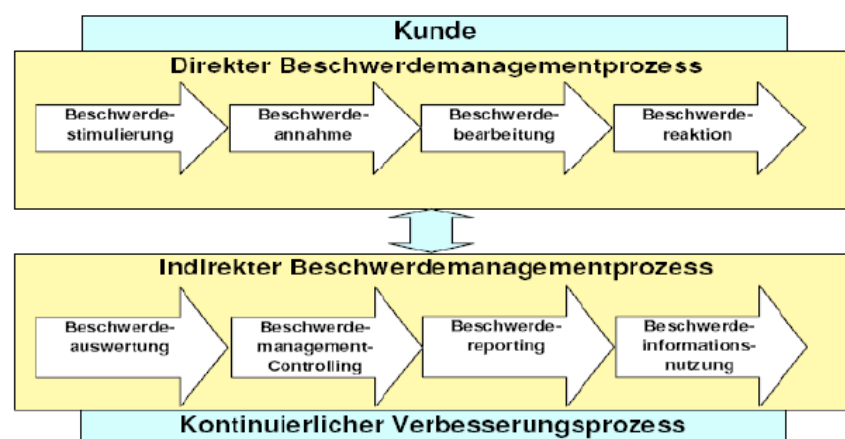 Kunde
Direkter Beschwerdemanagementprozess
Beschwerde-
stimulierung
Beschwerde-
annahme
Beschwerde-
bearbeitung
Beschwerde-
reaktion
Indirekter Beschwerdemanagementprozess
Beschwerde-
auswertung
Beschwerde-
management-
Controlling
Beschwerde-
reporting
Beschwerde-
informations-
nutzung
Kontinuierlicher Verbesserungsprozess